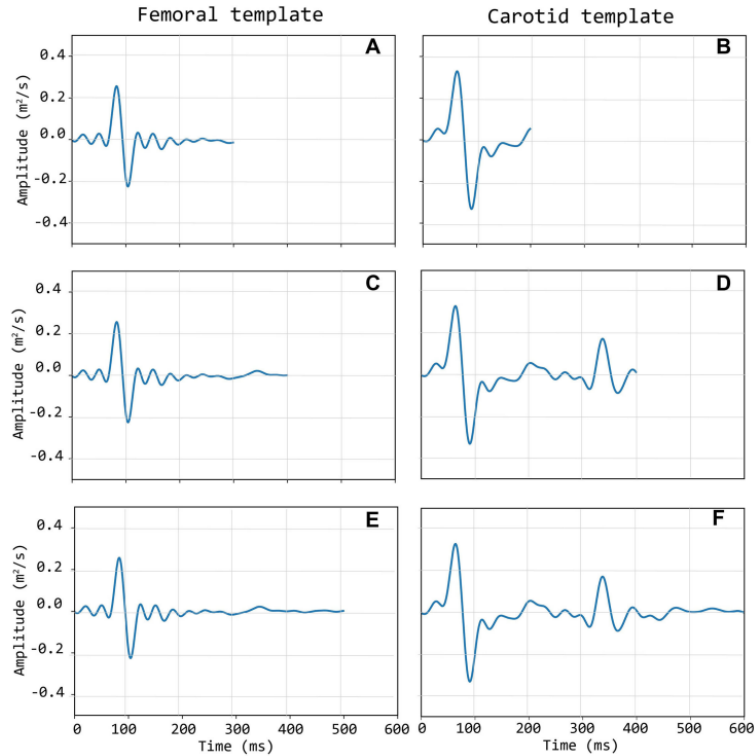 Femoral template Carotid template
A B
Amplitude (m²/s)
0.4
0.2
0.0
-0.2
-0.4
C D
Amplitude (m²/s)
0.4
0.2
0.0
-0.2
-0.4
E F
Amplitude (m²/s)
0.4
0.2
0.0
-0.2
-0.4
0 100 200 300 400 500 600 0 100 200 300 400 500 600
Time (ms) Time (ms)